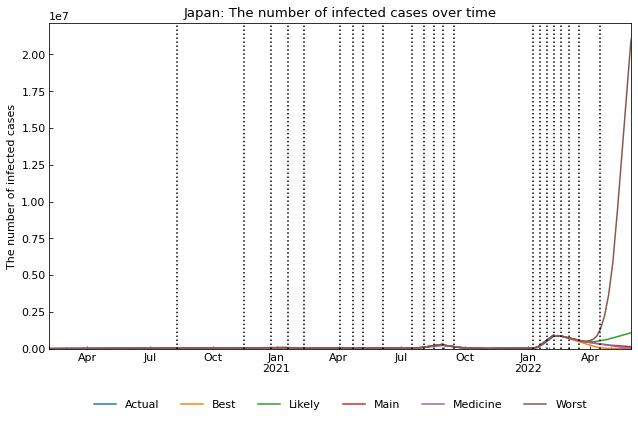 Japan: The number of infected cases over time
1e7
The number of infected cases
2.00
1.75
1.50
1.25
1.00
0.75
0.50
0.25
0.00
Apr Jul Oct Jan Apr Jul Oct Jan Apr
2021 2022
Actual Best Likely Main Medicine Worst